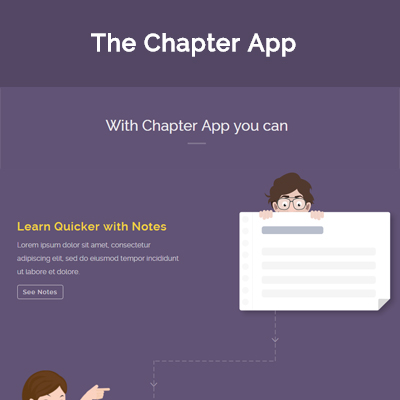 The Chapter App
With Chapter App you can
Learn Quicker with Notes
Lorem ipsum dolor sit amet, consectetur
adipiscing elit, sed do eiusmod tempor incididunt
ut labore et dolore.
See Notes